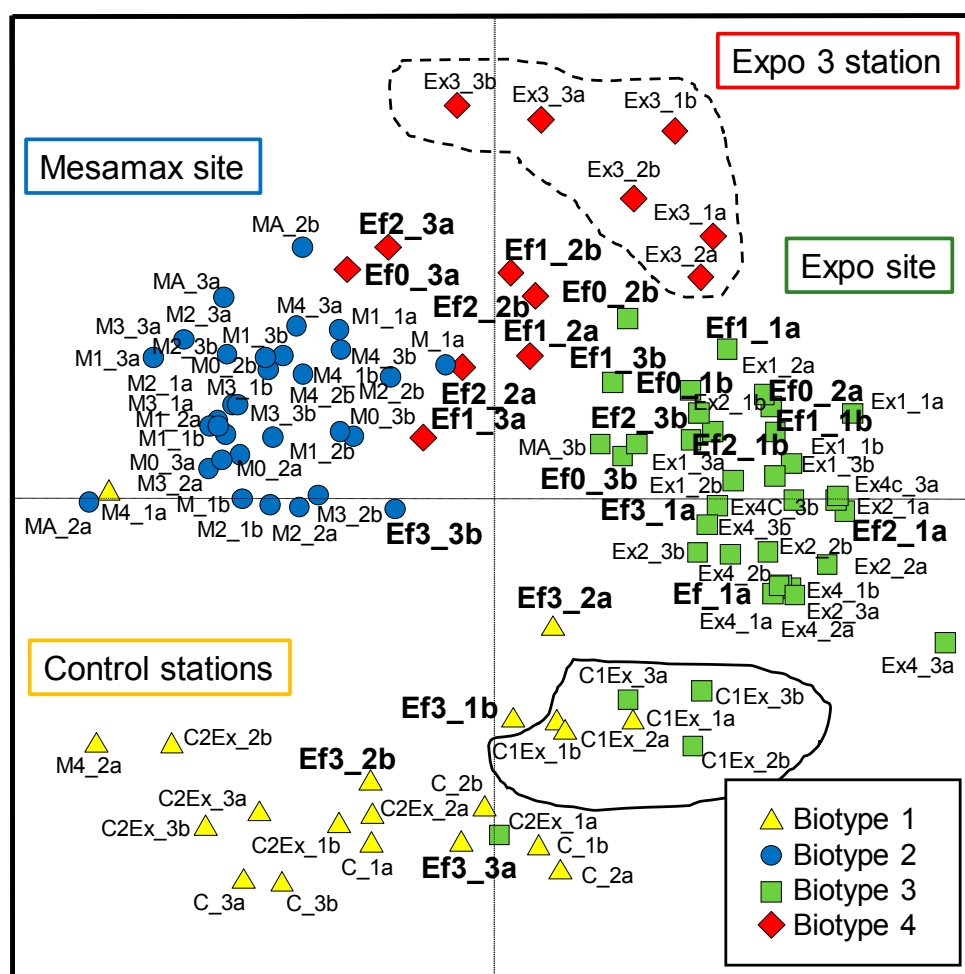 Expo 3 station
Ex3_3b
Ex3_3a
Ex3_1b
Mesamax site
Ex3_2b
Ex3_1a
MA_2b
Ef2_3a
Ef1_2b
Ex3_2a
Expo site
Ef0_3a
MA_3a
Ef2_2b
Ef0_2b
M2_3a
M4_3a
M1_1a
Ef1_2a
Ef1_1a
M3_3a
M1_3b
M1_3a
M2_3b
M4_3b
M_1a
Ef1_3b
Ex1_2a
M0_2b
M4_1b
M2_2b
Ef2_2a
Ef0_1b
Ef0_2a
M2_1a
M3_1b
M4_2b
Ex1_1a
M3_1a
M3_3b
M0_3b
Ef1_3a
Ef2_3b
Ex2_1b
Ef1_1b
M1_2a
M1_1b
M1_2b
MA_3b
Ef2_1b
Ex1_1b
M0_3a
M0_2a
Ef0_3b
Ex1_3a
Ex1_3b
M3_2a
Ex1_2b
MA_2a
M4_1a
M_1b
M3_2b
Ef3_1a
Ex4C_3b
Ex4c_3a
M2_1b
M2_2a
Ef3_3b
Ex4_3b
Ex2_1a
Ef2_1a
Ex2_3b
Ex2_2b
Ex2_2a
Ex4_2b
Ef3_2a
Ef_1a
Ex4_1b
Ex4_1a
Ex2_3a
Ex4_2a
Control stations
Ex4_3a
C1Ex_3a
C1Ex_3b
Ef3_1b
C1Ex_1a
C2Ex_2b
C1Ex_1b
C1Ex_2a
M4_2a
Ef3_2b
C1Ex_2b
C_2b
C2Ex_3a
C2Ex_2a
C2Ex_1a
C2Ex_3b
C2Ex_1b
C_1b
C_1a
Ef3_3a
C_2a
C_3a
C_3b
Biotype 1
Biotype 2
Biotype 3
Biotype 4